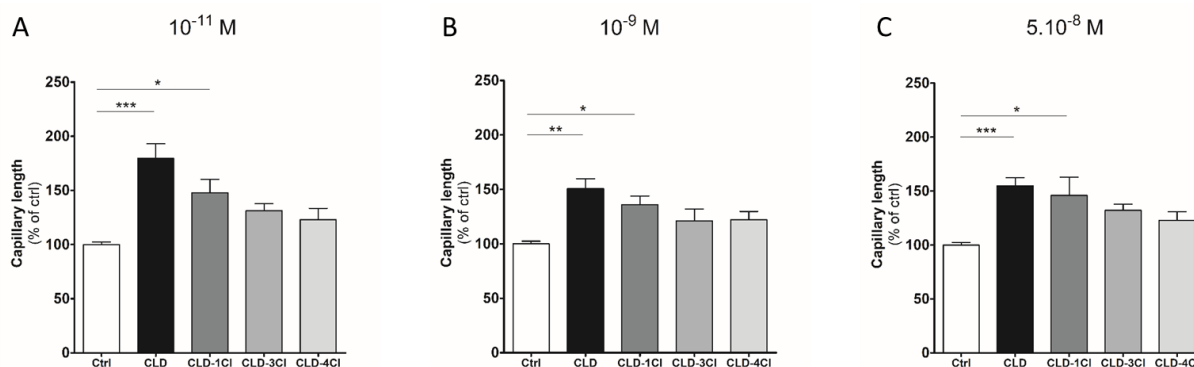 A
10⁻¹¹ M
Capillary length
(% of ctrl)
250
200
150
100
50
0
*
***
Ctrl CLD CLD-1Cl CLD-3Cl CLD-4Cl
B
10⁻⁹ M
Capillary length
(% of ctrl)
250
200
150
100
50
0
*
**
Ctrl CLD CLD-1Cl CLD-3Cl CLD-4Cl
C
5.10⁻⁸ M
Capillary length
(% of ctrl)
250
200
150
100
50
0
*
***
Ctrl CLD CLD-1Cl CLD-3Cl CLD-4Cl